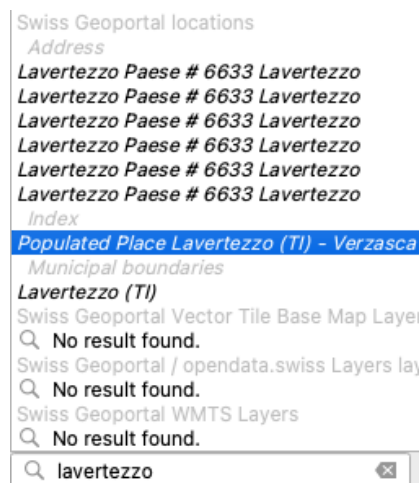 Swiss Geoportal locations
Address
Lavertezzo Paese # 6633 Lavertezzo
Lavertezzo Paese # 6633 Lavertezzo
Lavertezzo Paese # 6633 Lavertezzo
Lavertezzo Paese # 6633 Lavertezzo
Lavertezzo Paese # 6633 Lavertezzo
Lavertezzo Paese # 6633 Lavertezzo
Index
Populated Place Lavertezzo (TI) - Verzasca
Municipal boundaries
Lavertezzo (TI)
Swiss Geoportal Vector Tile Base Map Layer
No result found.
Swiss Geoportal / opendata.swiss Layers lay
No result found.
Swiss Geoportal WMTS Layers
No result found.
lavertezzo